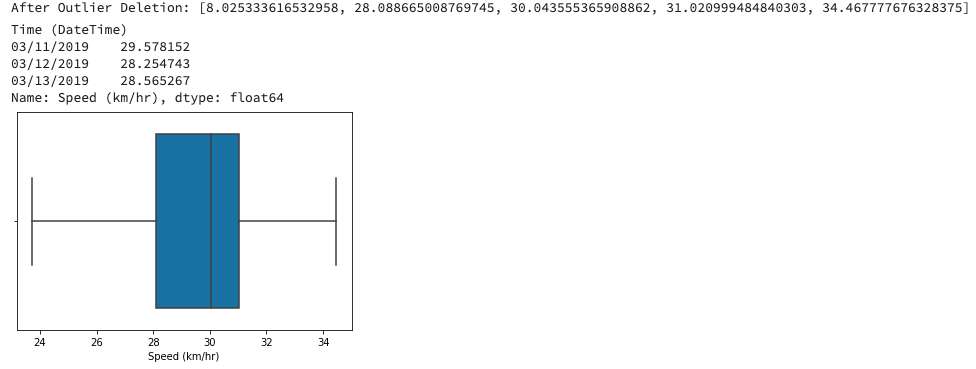 After Outlier Deletion: [8.025333616532958, 28.088665008769745, 30.043555365908862, 31.020999484840303, 34.467777676328375]
Time (DateTime)
03/11/2019    29.578152
03/12/2019    28.254743
03/13/2019    28.565267
Name: Speed (km/hr), dtype: float64
24 26 28 30 32 34
Speed (km/hr)